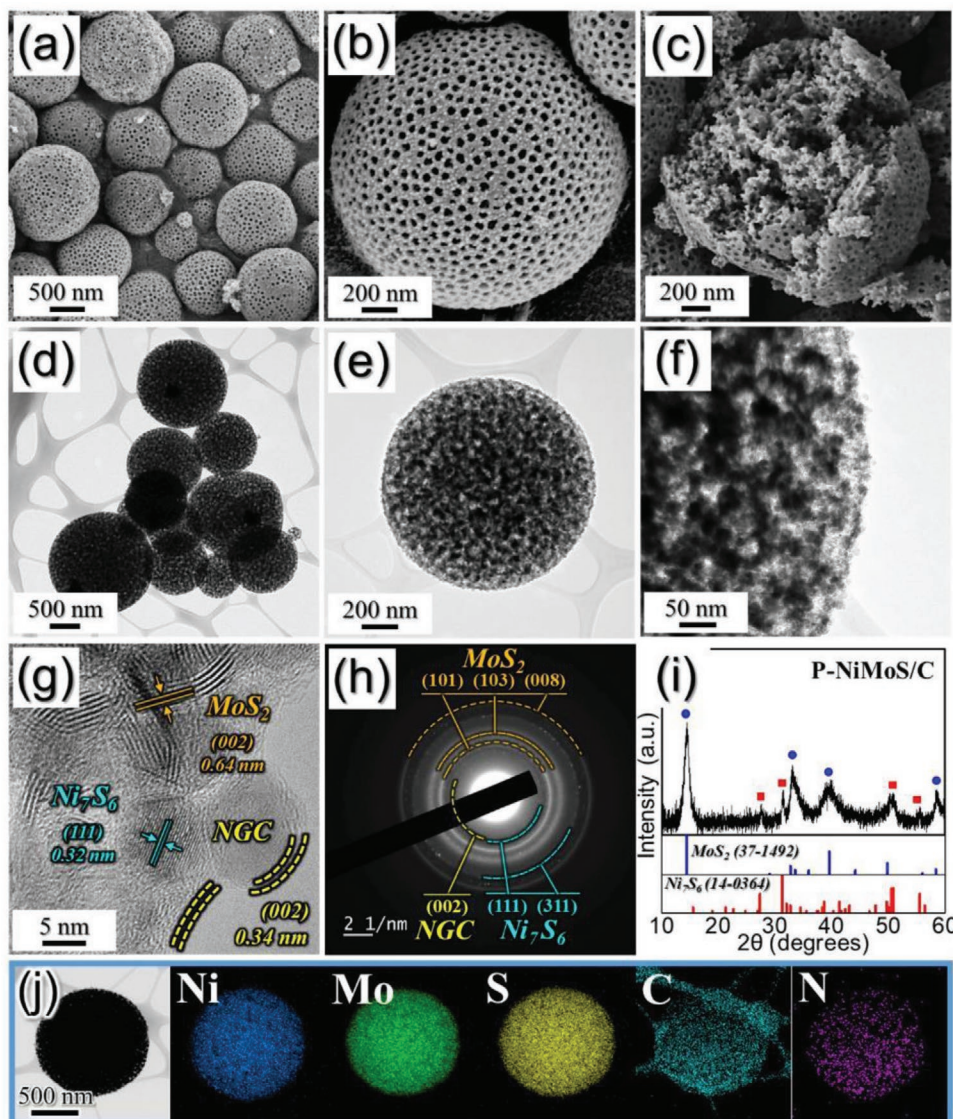 (a)
500 nm
(b)
200 nm
(c)
200 nm
(d)
500 nm
(e)
200 nm
(f)
50 nm
(g)
MoS₂
(002)
0.64 nm
Ni₇S₆
(111)
0.32 nm
NGC
(002)
0.34 nm
5 nm
(h)
MoS₂
(101) (103) (008)
(002) (111) (311)
NGC Ni₇S₆
2 1/nm
(i)
P-NiMoS/C
Intensity (a.u.)
MoS₂ (37-1492)
Ni₇S₆ (14-0364)
10 20 30 40 50 60
2θ (degrees)
(j)
500 nm
Ni
Mo
S
C
N